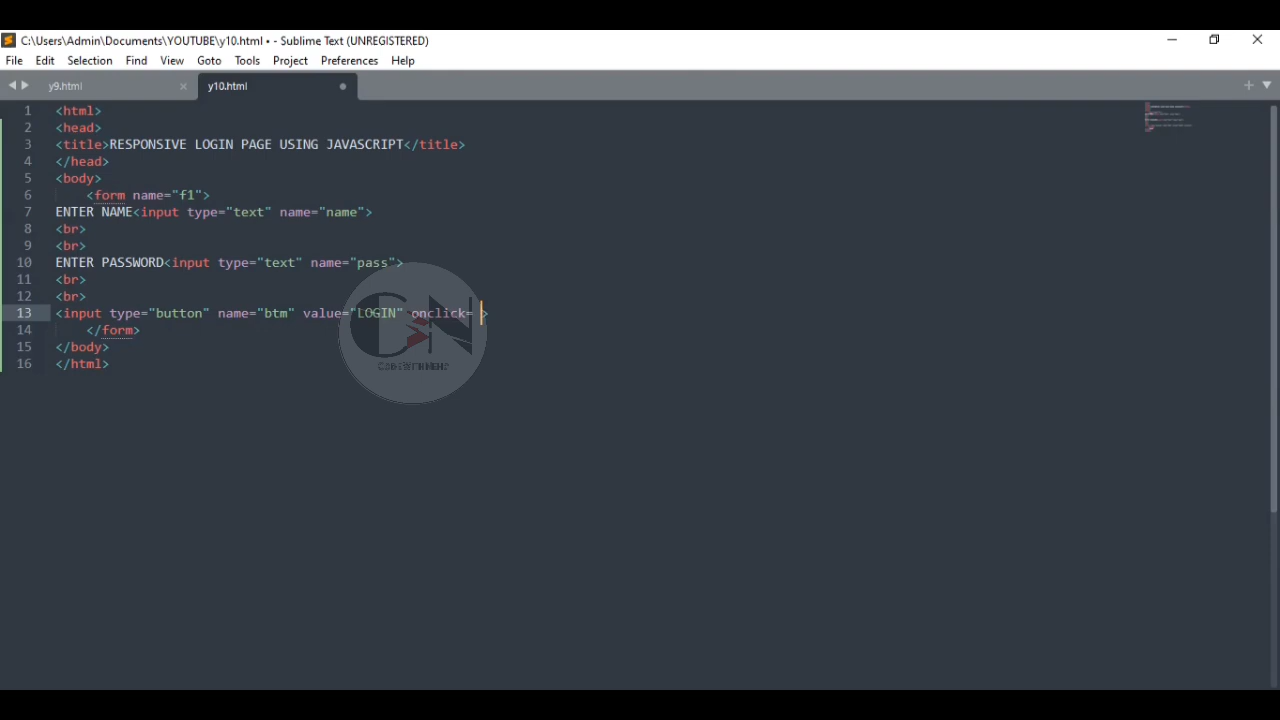 C:\Users\Admin\Documents\YOUTUBE\y10.html • - Sublime Text (UNREGISTERED)
File Edit Selection Find View Goto Tools Project Preferences Help
y9.html y10.html
1 <html>
2 <head>
3 <title>RESPONSIVE LOGIN PAGE USING JAVASCRIPT</title>
4 </head>
5 <body>
6 <form name="f1">
7 ENTER NAME<input type="text" name="name">
8 <br>
9 <br>
10 ENTER PASSWORD<input type="text" name="pass">
11 <br>
12 <br>
13 <input type="button" name="btm" value="LOGIN" onclick= >
14 </form>
15 </body>
16 </html>